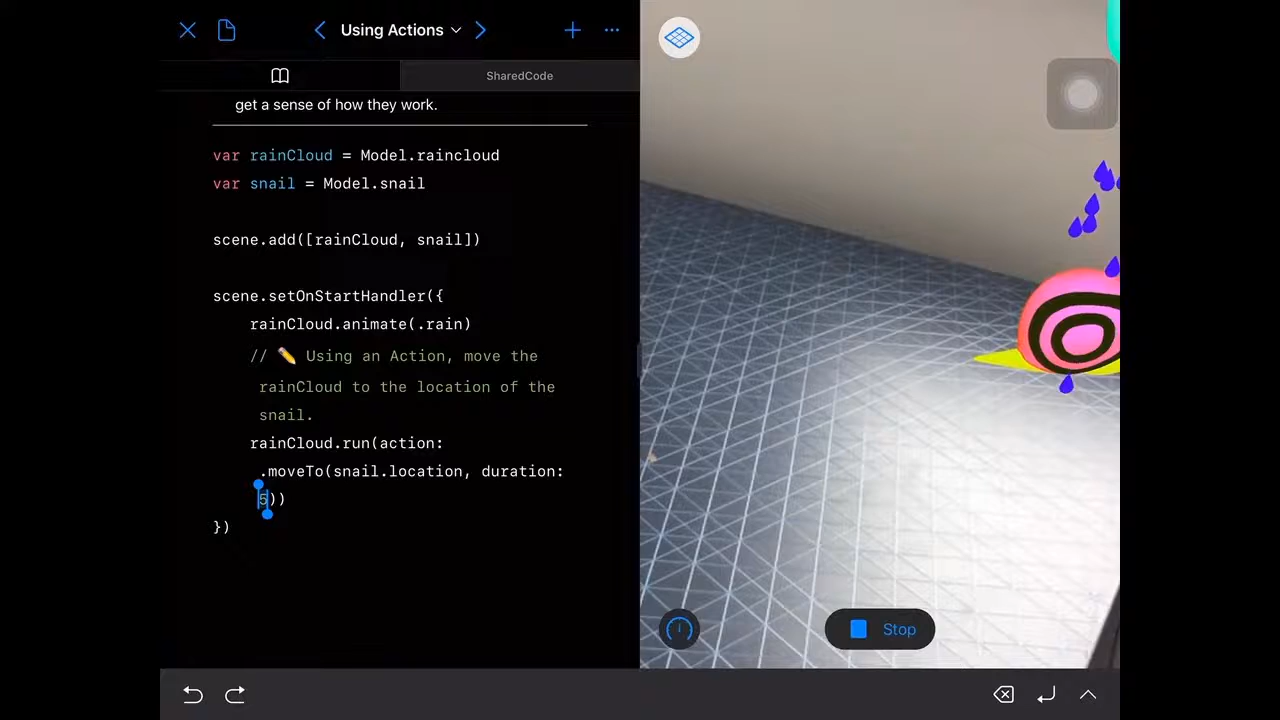 Using Actions
SharedCode
get a sense of how they work.
var rainCloud = Model.raincloud
var snail = Model.snail
scene.add([rainCloud, snail])
scene.setOnStartHandler({
rainCloud.animate(.rain)
// ✏️ Using an Action, move the
rainCloud to the location of the
snail.
rainCloud.run(action:
.moveTo(snail.location, duration:
5))
})
Stop